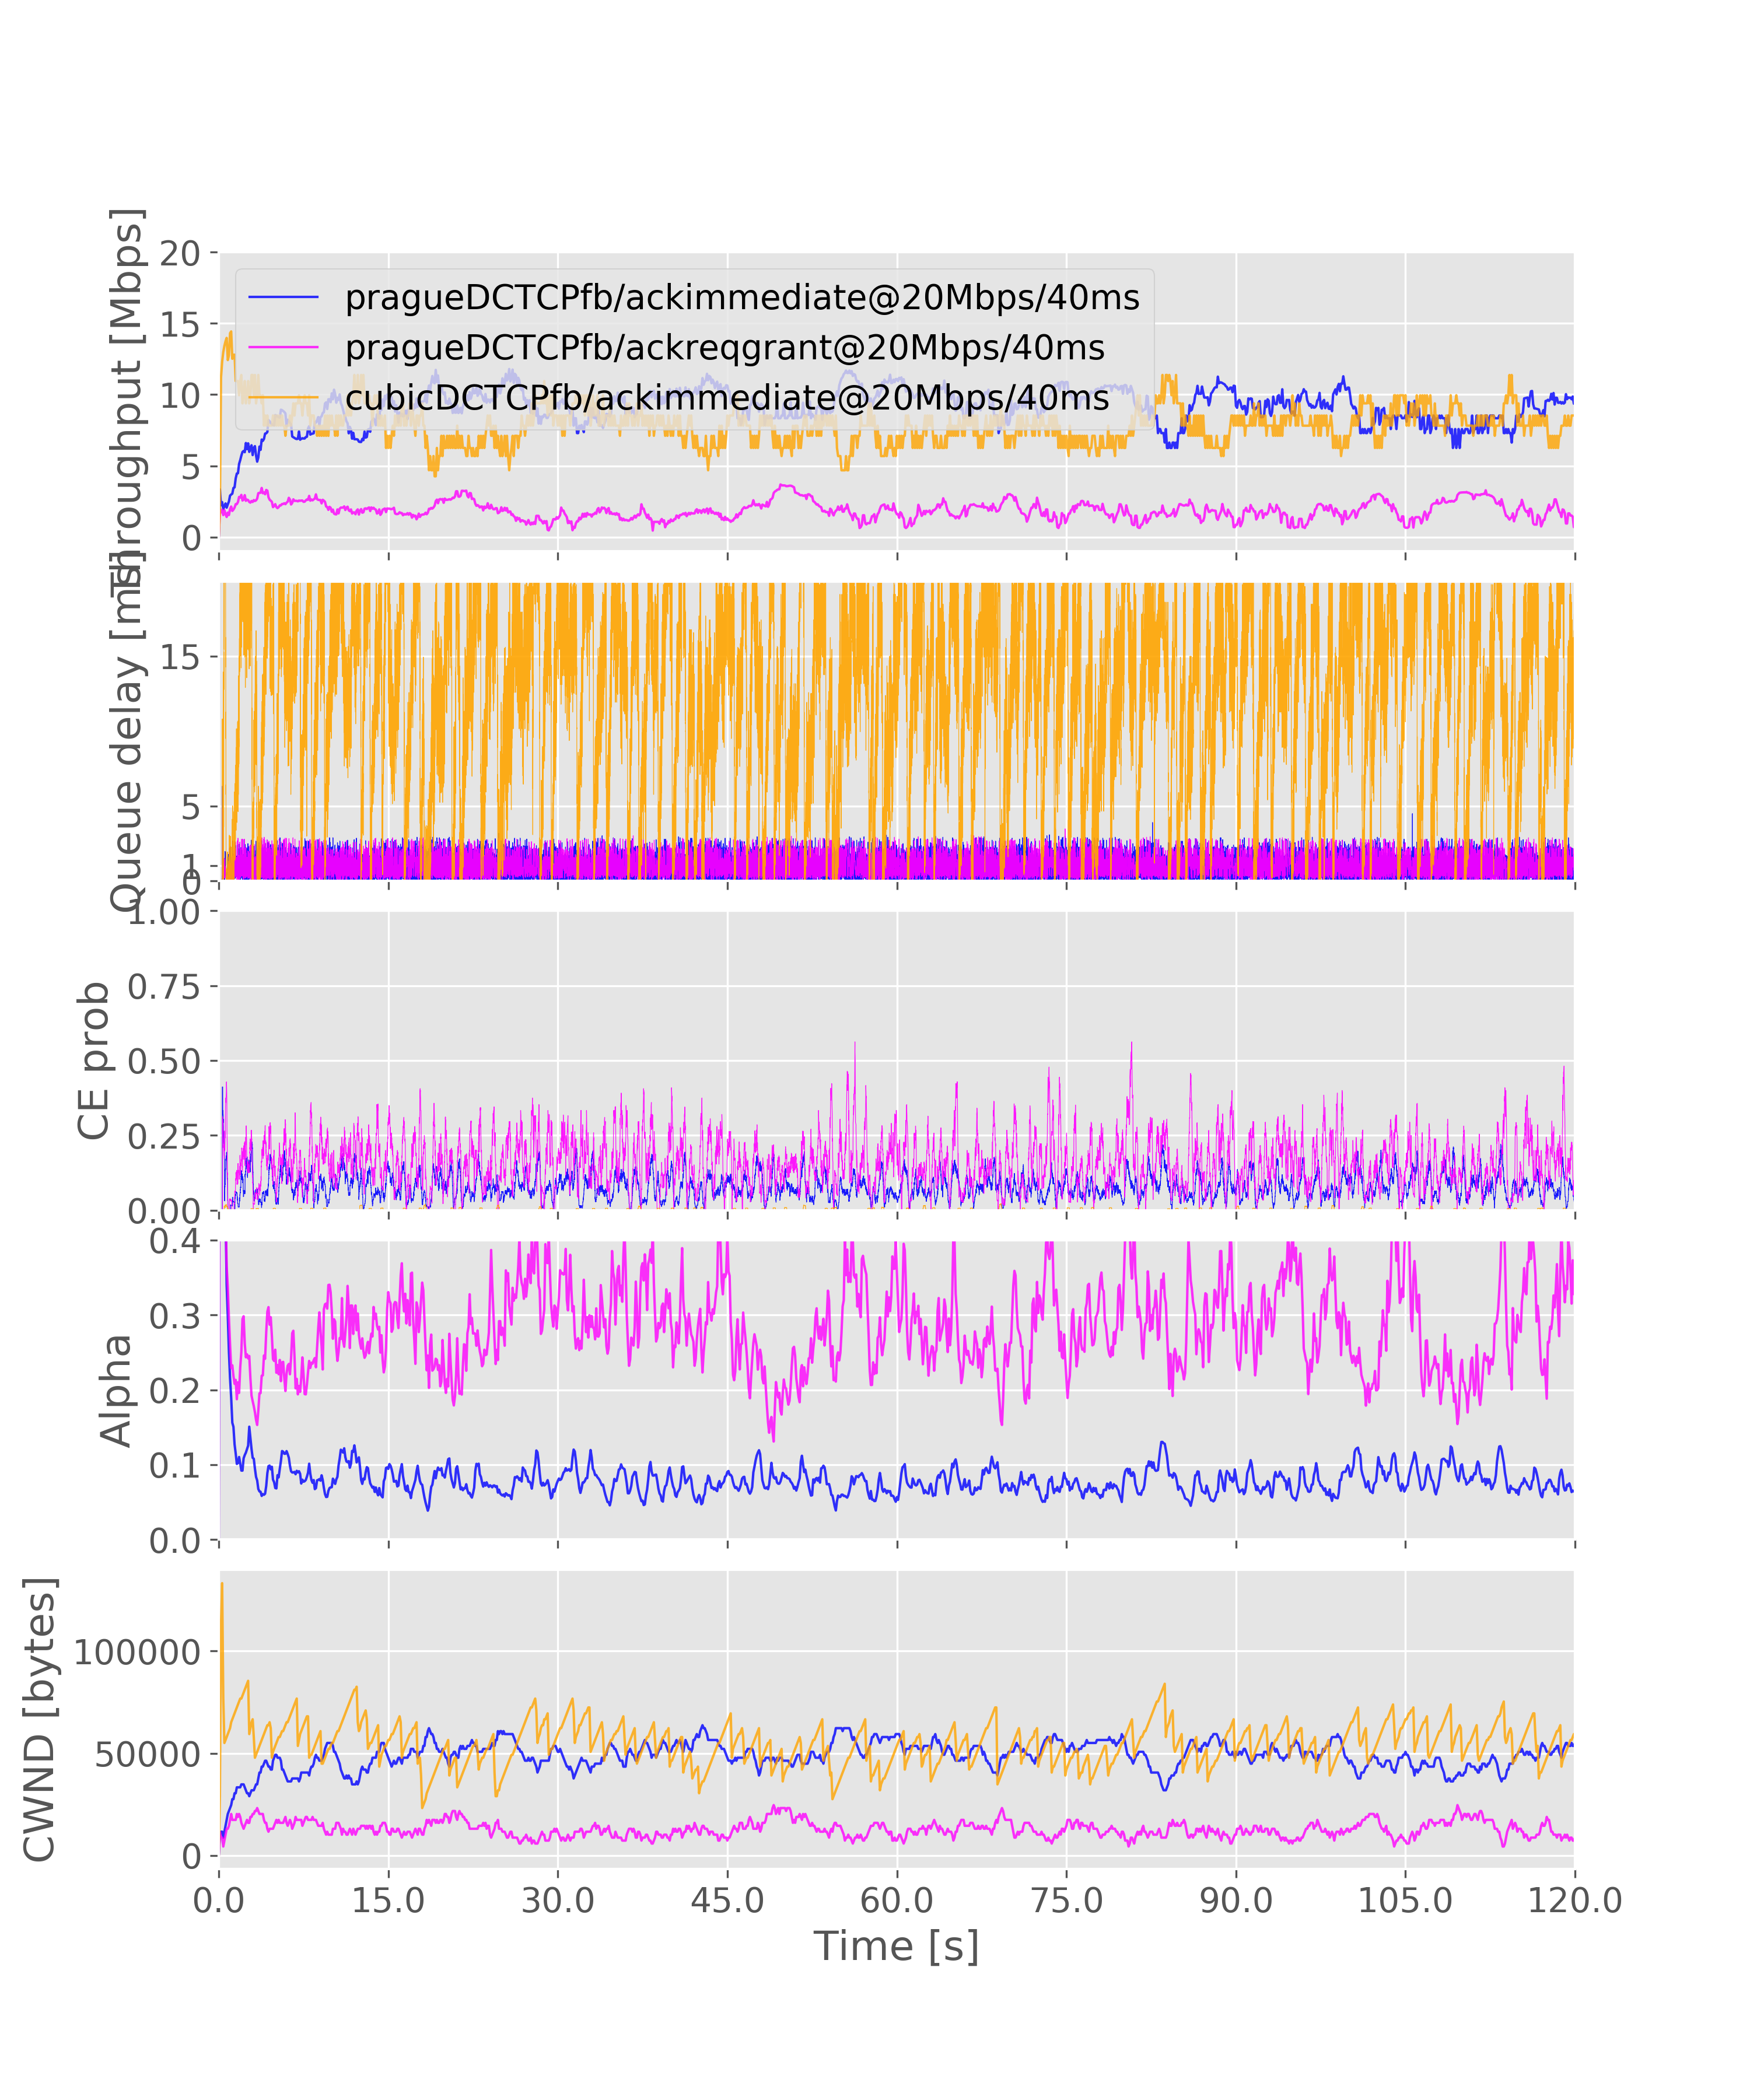 Throughput [Mbps]
20
15
10
5
0
pragueDCTCPfb/ackimmediate@20Mbps/40ms
pragueDCTCPfb/ackreqgrant@20Mbps/40ms
cubicDCTCPfb/ackimmediate@20Mbps/40ms
Queue delay [ms]
15
5
1
0
CE prob
1.00
0.75
0.50
0.25
0.00
Alpha
0.4
0.3
0.2
0.1
0.0
CWND [bytes]
100000
50000
0
0.0 15.0 30.0 45.0 60.0 75.0 90.0 105.0 120.0
Time [s]